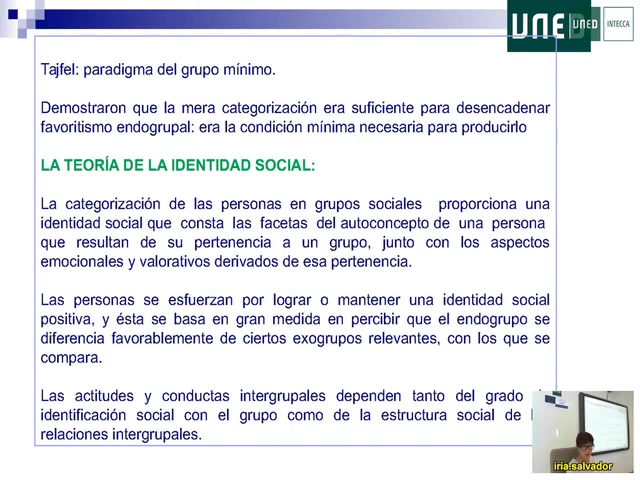 UNED
UNED
INTECCA
Tajfel: paradigma del grupo mínimo.
Demostraron que la mera categorización era suficiente para desencadenar
favoritismo endogrupal: era la condición mínima necesaria para producirlo
LA TEORÍA DE LA IDENTIDAD SOCIAL:
La categorización de las personas en grupos sociales proporciona una
identidad social que consta las facetas del autoconcepto de una persona
que resultan de su pertenencia a un grupo, junto con los aspectos
emocionales y valorativos derivados de esa pertenencia.
Las personas se esfuerzan por lograr o mantener una identidad social
positiva, y ésta se basa en gran medida en percibir que el endogrupo se
diferencia favorablemente de ciertos exogrupos relevantes, con los que se
compara.
Las actitudes y conductas intergrupales dependen tanto del grado
identificación social con el grupo como de la estructura social de
relaciones intergrupales.
iria.salvador